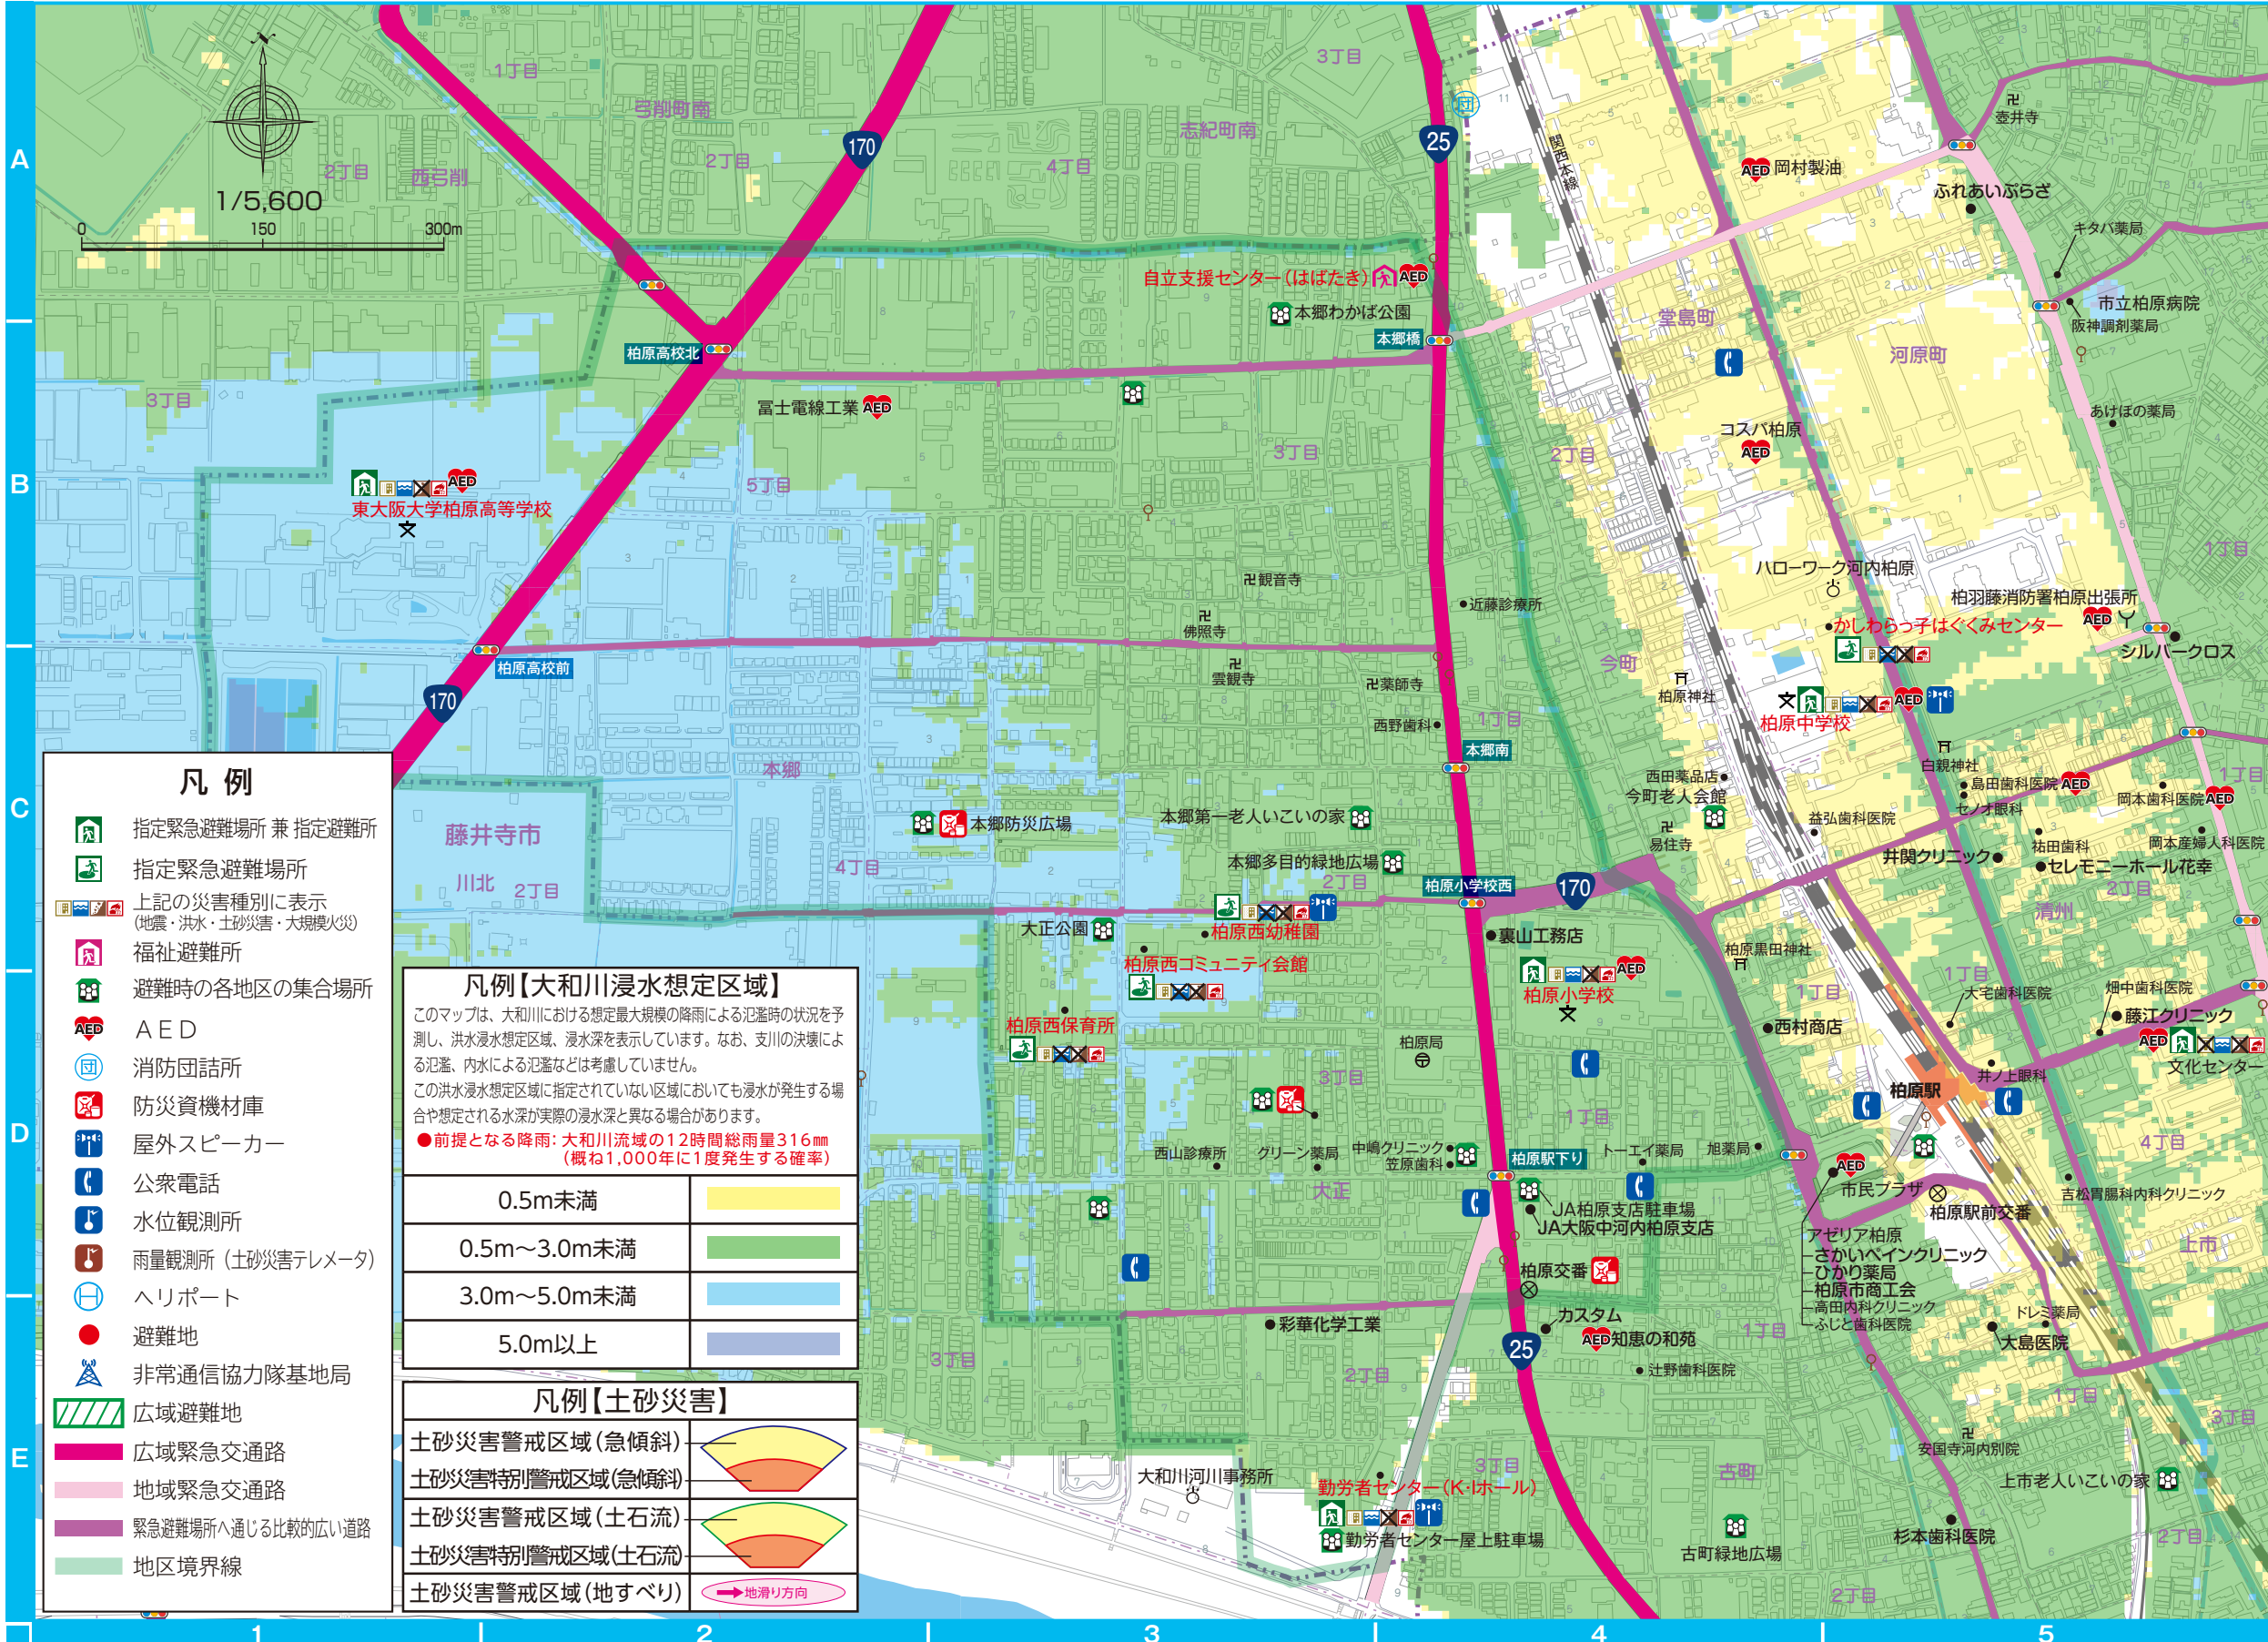 A
B
C
D
E
1
2
3
4
5
N
1/5,600
0
150
300m
1丁目
弓削町南
2丁目
西弓削
2丁目
170
志紀町南
4丁目
3丁目
25
団
関西本線
AED 岡村製油
卍
壺井寺
ふれあいぷらざ
キタバ薬局
市立柏原病院
阪神調剤薬局
自立支援センター(はばたき) AED
本郷わかば公園
本郷橋
堂島町
河原町
柏原高校北
3丁目
冨士電線工業 AED
3丁目
2丁目
コスパ柏原
AED
あけぼの薬局
1丁目
AED
東大阪大学柏原高等学校
文
5丁目
卍観音寺
卍
佛照寺
近藤診療所
ハローワーク河内柏原
柏羽藤消防署柏原出張所
AED
かしわらっ子はぐくみセンター
シルバークロス
柏原高校前
170
卍
雲観寺
卍薬師寺
今町
柏原神社
文 AED
柏原中学校
西野歯科
1丁目
本郷南
本郷
西田薬品店
今町老人会館
白親神社
島田歯科医院 AED
セノオ眼科
1丁目
岡本歯科医院 AED
藤井寺市
川北
2丁目
本郷防災広場
本郷第一老人いこいの家
卍
易住寺
益弘歯科医院
祐田歯科
岡本産婦人科医院
井関クリニック
セレモニーホール花幸
4丁目
本郷多目的緑地広場
2丁目
柏原小学校西
170
2丁目
清州
大正公園
柏原西幼稚園
裏山工務店
柏原黒田神社
柏原西コミュニティ会館
AED
柏原小学校
文
1丁目
1丁目
大宅歯科医院
畑中歯科医院
藤江クリニック
AED
文化センター
西村商店
柏原西保育所
柏原局
柏原駅
井ノ上眼科
3丁目
1丁目
4丁目
西山診療所
グリーン薬局
中嶋クリニック
笠原歯科
柏原駅下り
トーエイ薬局
旭薬局
大正
AED
市民プラザ
柏原駅前交番
吉松胃腸科内科クリニック
JA柏原支店駐車場
JA大阪中河内柏原支店
アゼリア柏原
さかいペインクリニック
ひかり薬局
柏原市商工会
高田内科クリニック
ふじと歯科医院
上市
柏原交番
彩華化学工業
カスタム
AED 知恵の和苑
25
1丁目
ドレミ薬局
大島医院
3丁目
2丁目
辻野歯科医院
1丁目
3丁目
卍
安国寺河内別院
大和川河川事務所
3丁目
古町
上市老人いこいの家
勤労者センター(K・Iホール)
勤労者センター屋上駐車場
古町緑地広場
杉本歯科医院
2丁目
2丁目
凡 例
指定緊急避難場所 兼 指定避難所
指定緊急避難場所
上記の災害種別に表示
(地震・洪水・土砂災害・大規模火災)
福祉避難所
避難時の各地区の集合場所
AED AED
団 消防団詰所
防災資機材庫
屋外スピーカー
公衆電話
水位観測所
雨量観測所(土砂災害テレメータ)
H ヘリポート
避難地
非常通信協力隊基地局
広域避難地
広域緊急交通路
地域緊急交通路
緊急避難場所へ通じる比較的広い道路
地区境界線
凡例【大和川浸水想定区域】
このマップは、大和川における想定最大規模の降雨による氾濫時の状況を予
測し、洪水浸水想定区域、浸水深を表示しています。なお、支川の決壊によ
る氾濫、内水による氾濫などは考慮していません。
この洪水浸水想定区域に指定されていない区域においても浸水が発生する場
合や想定される水深が実際の浸水深と異なる場合があります。
●前提となる降雨:大和川流域の12時間総雨量316㎜
(概ね1,000年に1度発生する確率)
0.5m未満
0.5m～3.0m未満
3.0m～5.0m未満
5.0m以上
凡例【土砂災害】
土砂災害警戒区域(急傾斜)
土砂災害特別警戒区域(急傾斜)
土砂災害警戒区域(土石流)
土砂災害特別警戒区域(土石流)
土砂災害警戒区域(地すべり)
地滑り方向